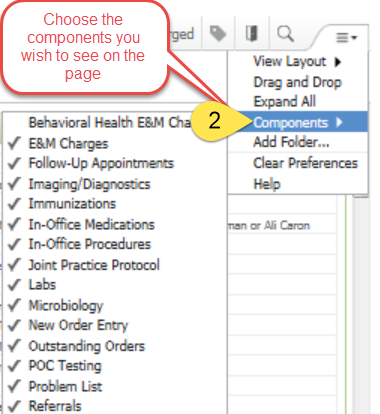 Choose the
components you
wish to see on the
page
rged
View Layout
Drag and Drop
Expand All
2
Components
Add Folder...
Clear Preferences
Help
Behavioral Health E&M Cha
E&M Charges
Follow-Up Appointments
Imaging/Diagnostics
Immunizations
In-Office Medications
man or Ali Caron
In-Office Procedures
Joint Practice Protocol
Labs
Microbiology
New Order Entry
Outstanding Orders
POC Testing
Problem List
Referrals